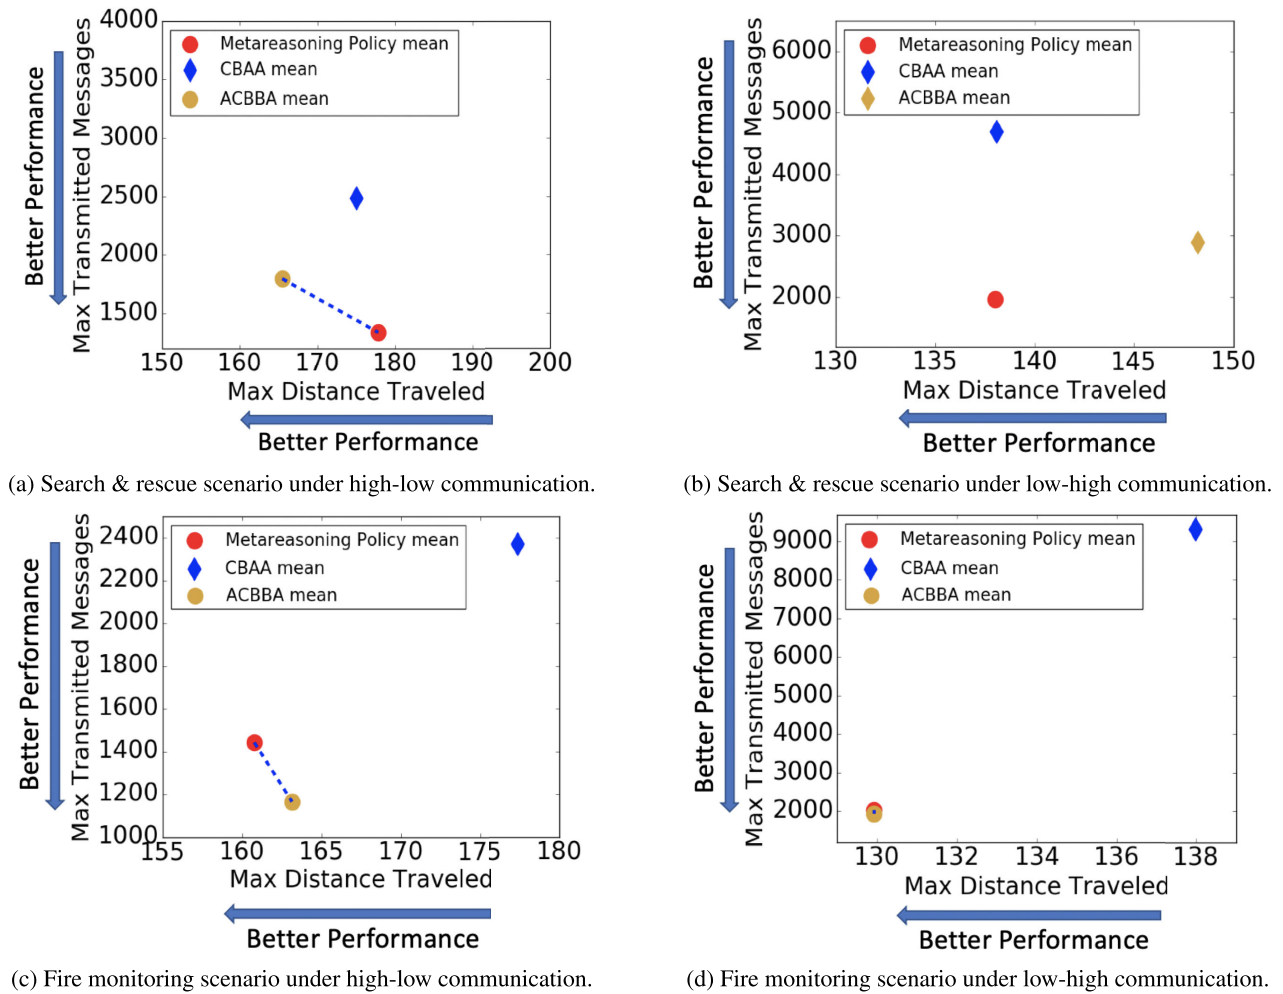 Better Performance
Max Transmitted Messages
4000
3500
3000
2500
2000
1500
Metareasoning Policy mean
CBAA mean
ACBBA mean
150 160 170 180 190 200
Max Distance Traveled
Better Performance
(a) Search & rescue scenario under high-low communication.
Better Performance
Max Transmitted Messages
6000
5000
4000
3000
2000
Metareasoning Policy mean
CBAA mean
ACBBA mean
130 135 140 145 150
Max Distance Traveled
Better Performance
(b) Search & rescue scenario under low-high communication.
Better Performance
Max Transmitted Messages
2400
2200
2000
1800
1600
1400
1200
1000
Metareasoning Policy mean
CBAA mean
ACBBA mean
155 160 165 170 175 180
Max Distance Traveled
Better Performance
(c) Fire monitoring scenario under high-low communication.
Better Performance
Max Transmitted Messages
9000
8000
7000
6000
5000
4000
3000
2000
Metareasoning Policy mean
CBAA mean
ACBBA mean
130 132 134 136 138
Max Distance Traveled
Better Performance
(d) Fire monitoring scenario under low-high communication.